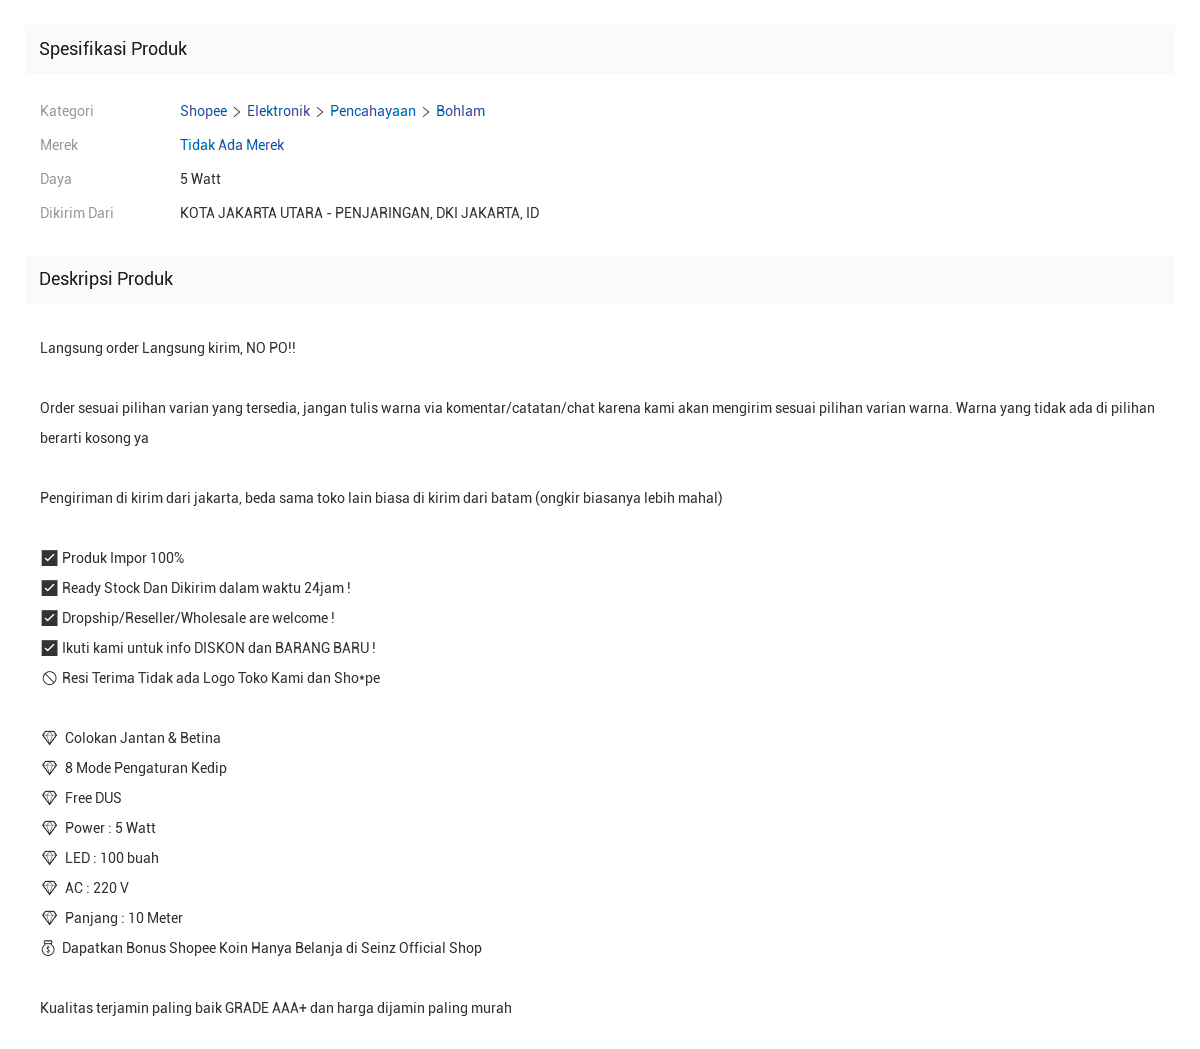 Spesifikasi Produk
Kategori Shopee > Elektronik > Pencahayaan > Bohlam
Merek Tidak Ada Merek
Daya 5 Watt
Dikirim Dari KOTA JAKARTA UTARA - PENJARINGAN, DKI JAKARTA, ID
Deskripsi Produk
Langsung order Langsung kirim, NO PO!!
Order sesuai pilihan varian yang tersedia, jangan tulis warna via komentar/catatan/chat karena kami akan mengirim sesuai pilihan varian warna. Warna yang tidak ada di pilihan
berarti kosong ya
Pengiriman di kirim dari jakarta, beda sama toko lain biasa di kirim dari batam (ongkir biasanya lebih mahal)
☑ Produk Impor 100%
☑ Ready Stock Dan Dikirim dalam waktu 24jam !
☑ Dropship/Reseller/Wholesale are welcome !
☑ Ikuti kami untuk info DISKON dan BARANG BARU !
🚫 Resi Terima Tidak ada Logo Toko Kami dan Sho*pe
💎 Colokan Jantan & Betina
💎 8 Mode Pengaturan Kedip
💎 Free DUS
💎 Power : 5 Watt
💎 LED : 100 buah
💎 AC : 220 V
💎 Panjang : 10 Meter
💰 Dapatkan Bonus Shopee Koin Hanya Belanja di Seinz Official Shop
Kualitas terjamin paling baik GRADE AAA+ dan harga dijamin paling murah